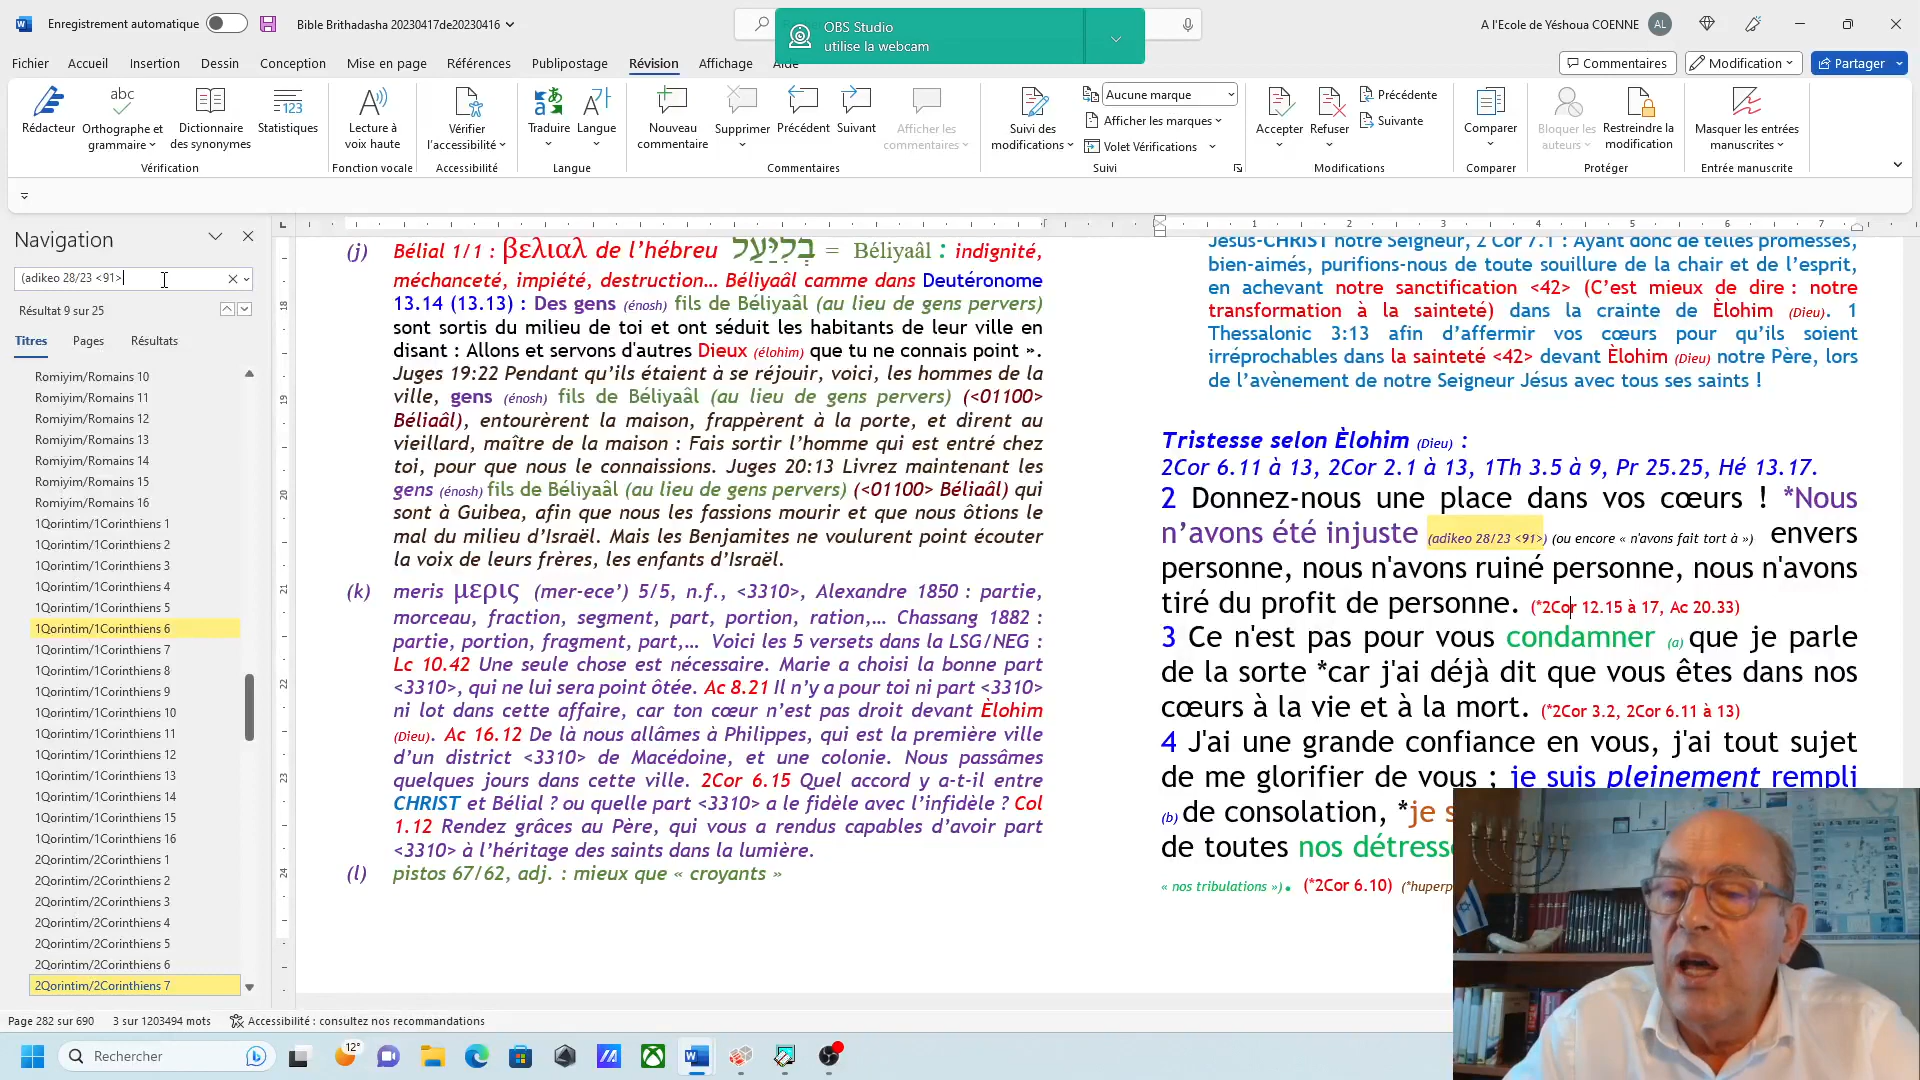 Enregistrement automatique
Bible Brithadasha 20230417de20230416
OBS Studio
utilise la webcam
A l'Ecole de Yéshoua COENNE
AL
Fichier Accueil Insertion Dessin Conception Mise en page Références Publipostage Révision Affichage Aide
Commentaires
Modification
Partager
Rédacteur
Orthographe et grammaire
Dictionnaire des synonymes
Statistiques
Vérification
Lecture à voix haute
Fonction vocale
Vérifier l'accessibilité
Accessibilité
Traduire
Langue
Langue
Nouveau commentaire
Supprimer
Précédent
Suivant
Afficher les commentaires
Commentaires
Suivi des modifications
Aucune marque
Afficher les marques
Volet Vérifications
Suivi
Accepter
Refuser
Précédente
Suivante
Modifications
Comparer
Comparer
Bloquer les auteurs
Restreindre la modification
Protéger
Masquer les entrées manuscrites
Entrée manuscrite
Navigation
(adikeo 28/23 <91>
Résultat 9 sur 25
Titres Pages Résultats
Romiyim/Romains 10
Romiyim/Romains 11
Romiyim/Romains 12
Romiyim/Romains 13
Romiyim/Romains 14
Romiyim/Romains 15
Romiyim/Romains 16
1Qorintim/1Corinthiens 1
1Qorintim/1Corinthiens 2
1Qorintim/1Corinthiens 3
1Qorintim/1Corinthiens 4
1Qorintim/1Corinthiens 5
1Qorintim/1Corinthiens 6
1Qorintim/1Corinthiens 7
1Qorintim/1Corinthiens 8
1Qorintim/1Corinthiens 9
1Qorintim/1Corinthiens 10
1Qorintim/1Corinthiens 11
1Qorintim/1Corinthiens 12
1Qorintim/1Corinthiens 13
1Qorintim/1Corinthiens 14
1Qorintim/1Corinthiens 15
1Qorintim/1Corinthiens 16
2Qorintim/2Corinthiens 1
2Qorintim/2Corinthiens 2
2Qorintim/2Corinthiens 3
2Qorintim/2Corinthiens 4
2Qorintim/2Corinthiens 5
2Qorintim/2Corinthiens 6
2Qorintim/2Corinthiens 7
(j) Bélial 1/1 : βελιαλ de l'hébreu בְלִיַּעַל = Béliyaâl : indignité,
méchanceté, impiété, destruction... Béliyaâl camme dans Deutéronome
13.14 (13.13) : Des gens (énosh) fils de Béliyaâl (au lieu de gens pervers)
sont sortis du milieu de toi et ont séduit les habitants de leur ville en
disant : Allons et servons d'autres Dieux (élohim) que tu ne connais point ».
Juges 19:22 Pendant qu'ils étaient à se réjouir, voici, les hommes de la
ville, gens (énosh) fils de Béliyaâl (au lieu de gens pervers) (<01100>
Béliaâl), entourèrent la maison, frappèrent à la porte, et dirent au
vieillard, maître de la maison : Fais sortir l'homme qui est entré chez
toi, pour que nous le connaissions. Juges 20:13 Livrez maintenant les
gens (énosh) fils de Béliyaâl (au lieu de gens pervers) (<01100> Béliaâl) qui
sont à Guibea, afin que nous les fassions mourir et que nous ôtions le
mal du milieu d'Israël. Mais les Benjamites ne voulurent point écouter
la voix de leurs frères, les enfants d'Israël.
(k) meris μερις (mer-ece') 5/5, n.f., <3310>, Alexandre 1850 : partie,
morceau, fraction, segment, part, portion, ration,... Chassang 1882 :
partie, portion, fragment, part,... Voici les 5 versets dans la LSG/NEG :
Lc 10.42 Une seule chose est nécessaire. Marie a choisi la bonne part
<3310>, qui ne lui sera point ôtée. Ac 8.21 Il n'y a pour toi ni part <3310>
ni lot dans cette affaire, car ton cœur n'est pas droit devant Èlohim
(Dieu). Ac 16.12 De là nous allâmes à Philippes, qui est la première ville
d'un district <3310> de Macédoine, et une colonie. Nous passâmes
quelques jours dans cette ville. 2Cor 6.15 Quel accord y a-t-il entre
CHRIST et Bélial ? ou quelle part <3310> a le fidèle avec l'infidèle ? Col
1.12 Rendez grâces au Père, qui vous a rendus capables d'avoir part
<3310> à l'héritage des saints dans la lumière.
(l) pistos 67/62, adj. : mieux que « croyants »
Jésus-CHRIST notre Seigneur, 2 Cor 7.1 : Ayant donc de telles promesses,
bien-aimés, purifions-nous de toute souillure de la chair et de l'esprit,
en achevant notre sanctification <42> (C'est mieux de dire : notre
transformation à la sainteté) dans la crainte de Èlohim (Dieu). 1
Thessalonic 3:13 afin d'affermir vos cœurs pour qu'ils soient
irréprochables dans la sainteté <42> devant Èlohim (Dieu) notre Père, lors
de l'avènement de notre Seigneur Jésus avec tous ses saints !
Tristesse selon Èlohim (Dieu) :
2Cor 6.11 à 13, 2Cor 2.1 à 13, 1Th 3.5 à 9, Pr 25.25, Hé 13.17.
2 Donnez-nous une place dans vos cœurs ! *Nous
n'avons été injuste (adikeo 28/23 <91>) (ou encore « n'avons fait tort à ») envers
personne, nous n'avons ruiné personne, nous n'avons
tiré du profit de personne. (*2Cor 12.15 à 17, Ac 20.33)
3 Ce n'est pas pour vous condamner (a) que je parle
de la sorte *car j'ai déjà dit que vous êtes dans nos
cœurs à la vie et à la mort. (*2Cor 3.2, 2Cor 6.11 à 13)
4 J'ai une grande confiance en vous, j'ai tout sujet
de me glorifier de vous ; je suis pleinement rempli
(b) de consolation, *je s
de toutes nos détress
« nos tribulations »). (*2Cor 6.10) (*huperp
Page 282 sur 690
3 sur 1203494 mots
Accessibilité : consultez nos recommandations
Rechercher
12°